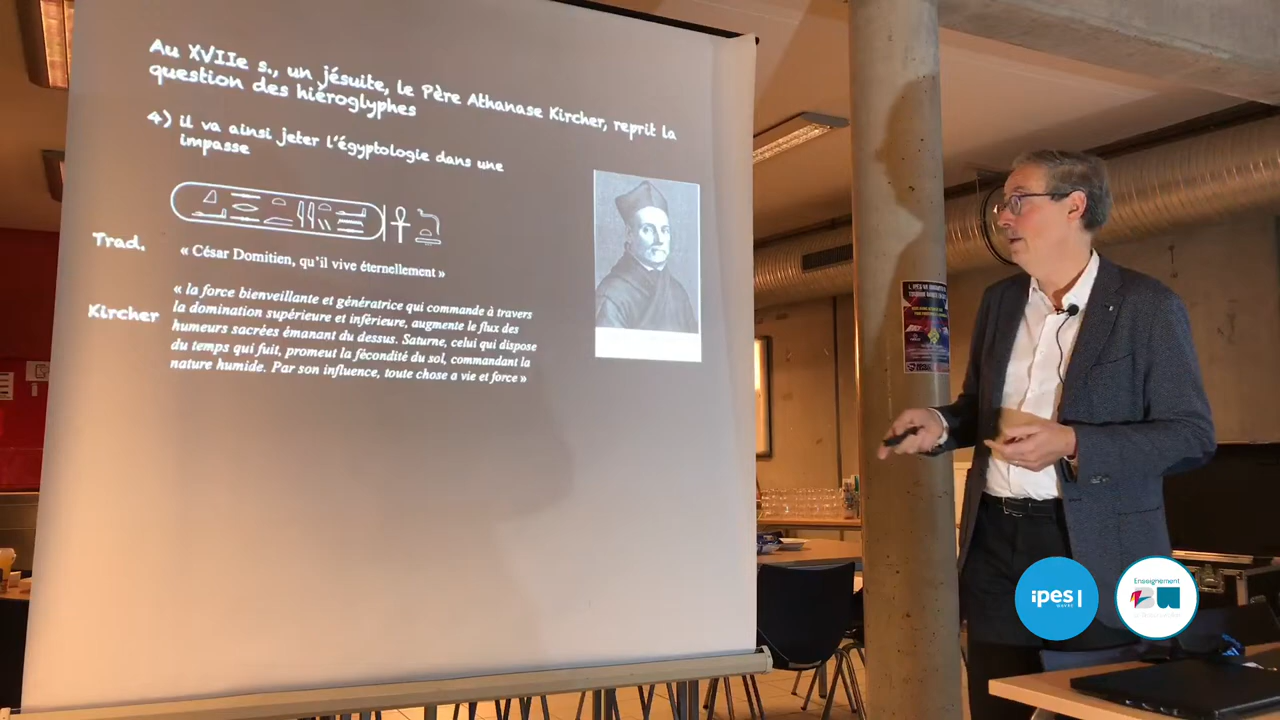 Au XVIIe s., un jésuite, le Père Athanase Kircher, reprit la
question des hiéroglyphes
4) il va ainsi jeter l'égyptologie dans une
impasse
Trad.
« César Domitien, qu'il vive éternellement »
Kircher
« la force bienveillante et génératrice qui commande à travers
la domination supérieure et inférieure, augmente le flux des
humeurs sacrées émanant du dessus. Saturne, celui qui dispose
du temps qui fuit, promeut la fécondité du sol, commandant la
nature humide. Par son influence, toute chose a vie et force »
ipes
WAVRE
Enseignement